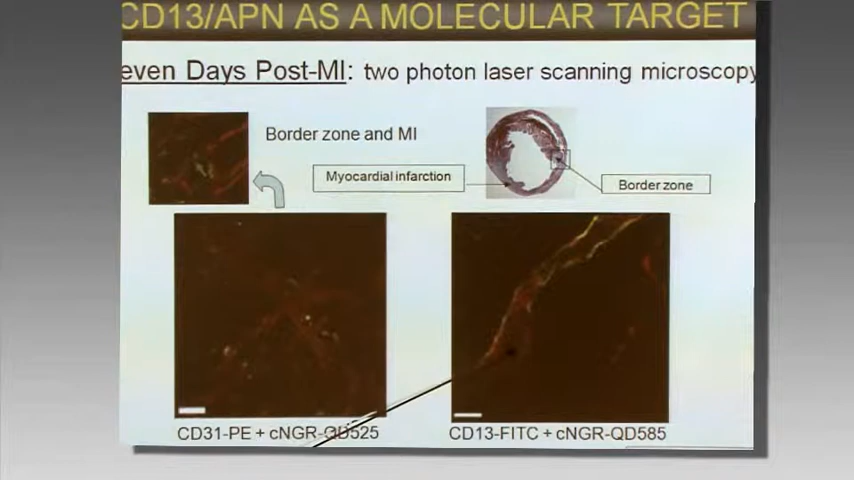 CD13/APN AS A MOLECULAR TARGET
even Days Post-MI: two photon laser scanning microscopy
Border zone and MI
Myocardial infarction
Border zone
CD31-PE + cNGR-QD525
CD13-FITC + cNGR-QD585